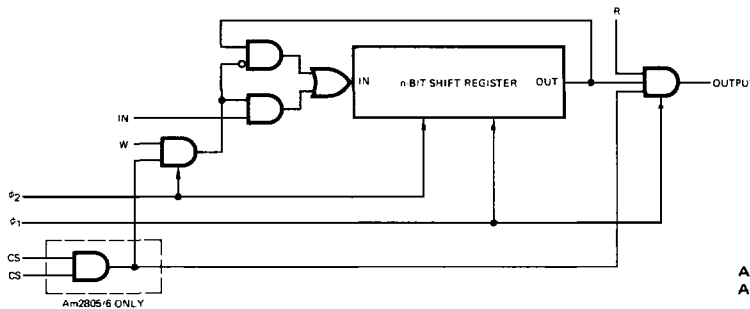 R
IN
n-BIT SHIFT REGISTER
OUT
OUTPUT
IN
W
ϕ2
ϕ1
CS
CS
A
A
Am2805/6 ONLY